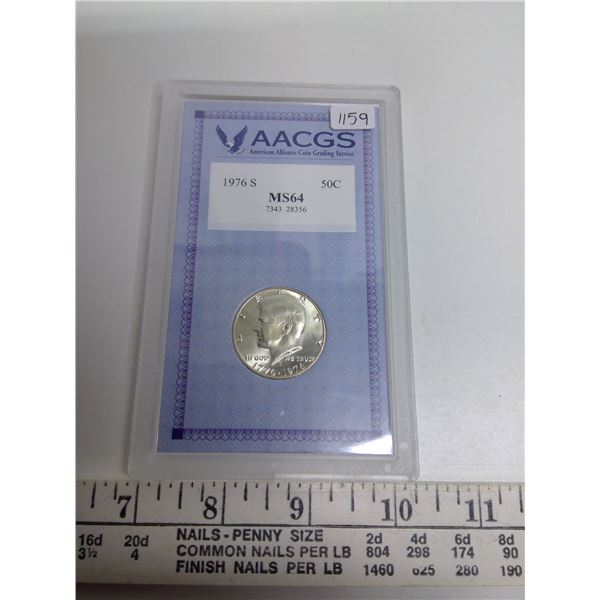 1159
AACGS
American Alliance Coin Grading Service
1976 S 50C
MS64
7343 28356
LIBERTY
IN GOD WE TRUST
1776-1976
7 8 9 10 11
16d 20d NAILS - PENNY SIZE 2d 4d 6d 8d
3½ 4 COMMON NAILS PER LB 804 298 174 90
FINISH NAILS PER LB 1460 625 280 190